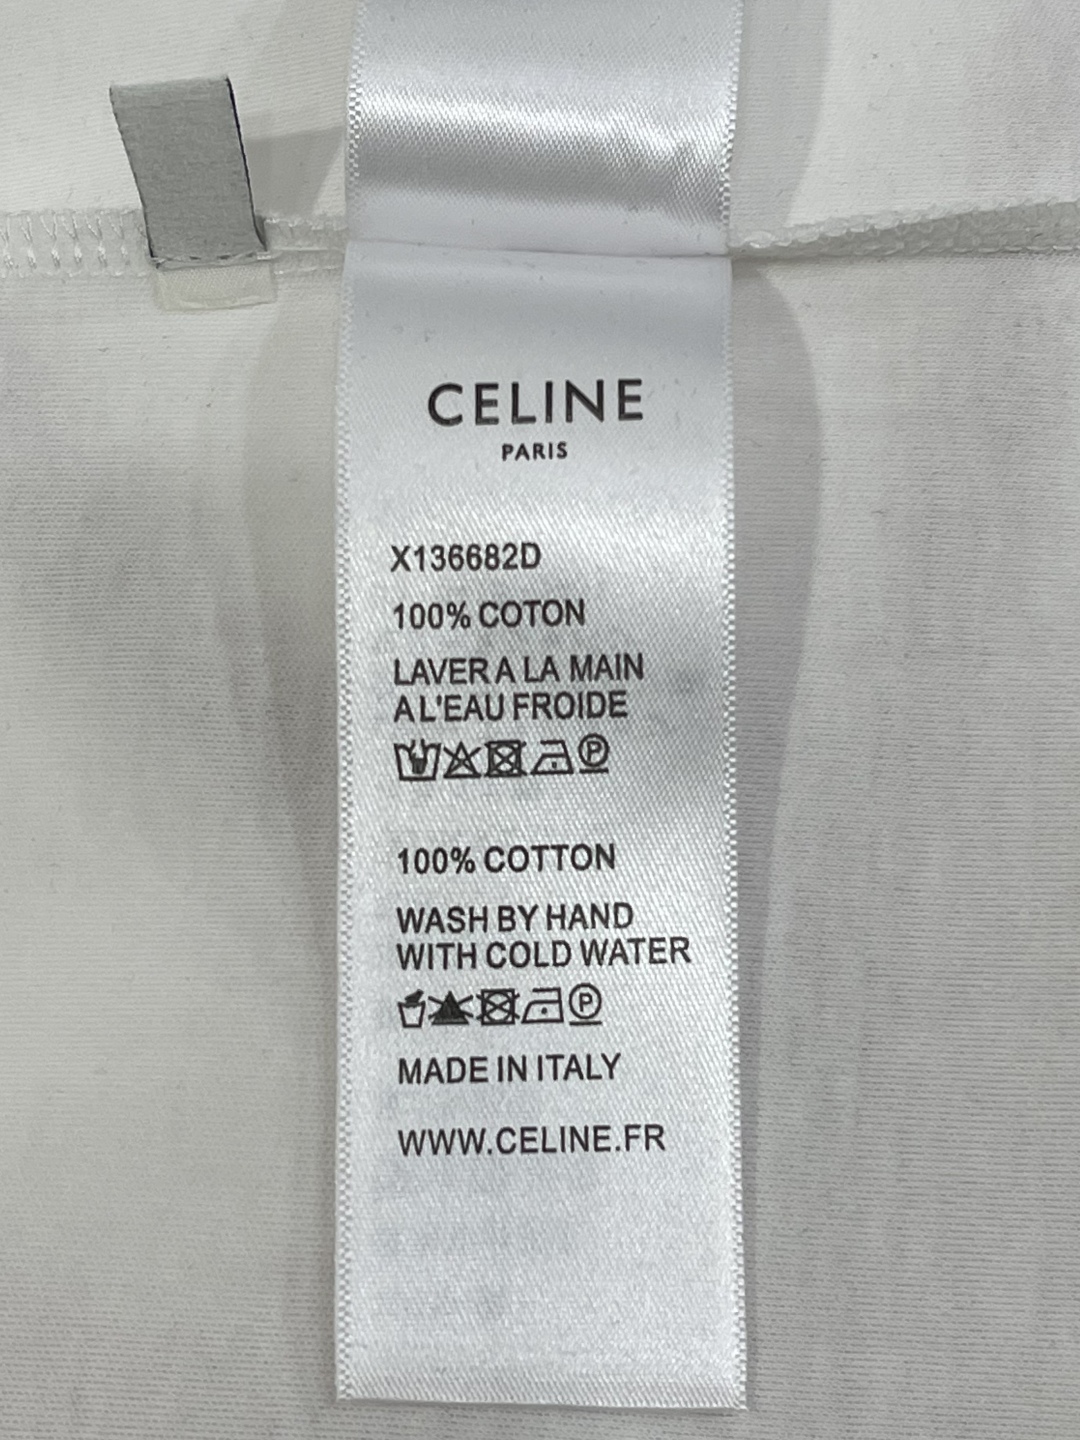 CELINE
PARIS
X136682D
100% COTON
LAVER A LA MAIN
A L'EAU FROIDE
P
100% COTTON
WASH BY HAND
WITH COLD WATER
P
MADE IN ITALY
WWW.CELINE.FR